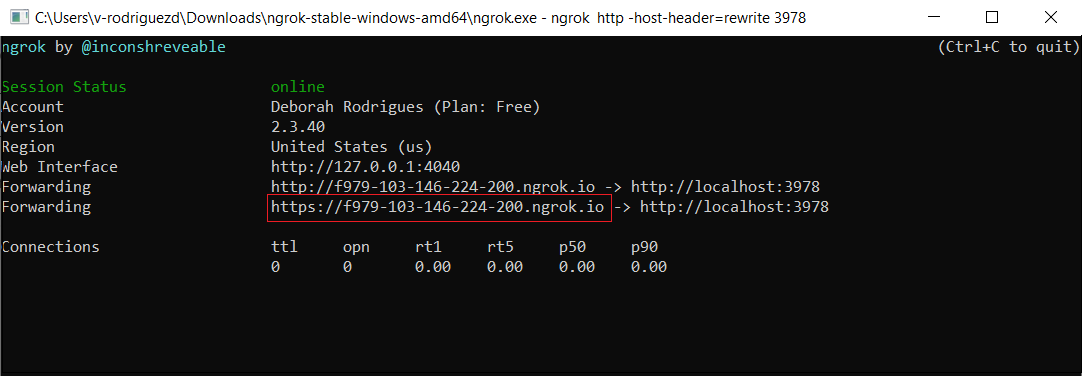 C:\Users\v-rodriguezd\Downloads\ngrok-stable-windows-amd64\ngrok.exe - ngrok  http -host-header=rewrite 3978
ngrok by @inconshreveable (Ctrl+C to quit)
Session Status online
Account Deborah Rodrigues (Plan: Free)
Version 2.3.40
Region United States (us)
Web Interface http://127.0.0.1:4040
Forwarding http://f979-103-146-224-200.ngrok.io -> http://localhost:3978
Forwarding https://f979-103-146-224-200.ngrok.io -> http://localhost:3978
Connections ttl opn rt1 rt5 p50 p90
0 0 0.00 0.00 0.00 0.00